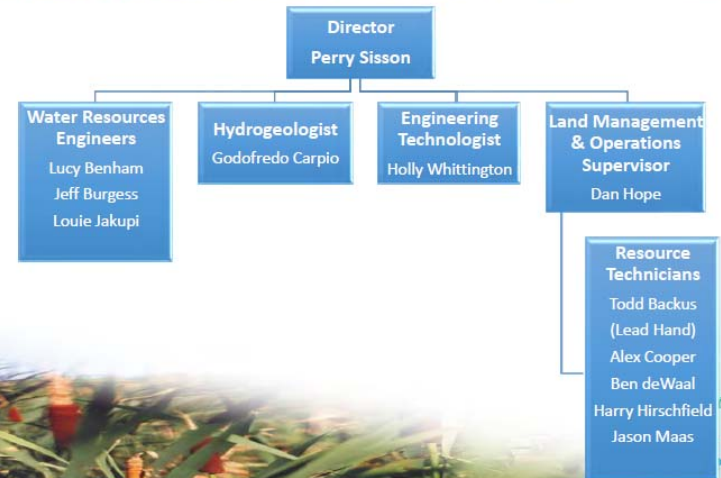 Director
Perry Sisson
Water Resources
Engineers
Lucy Benham
Jeff Burgess
Louie Jakupi
Hydrogeologist
Godofredo Carpio
Engineering
Technologist
Holly Whittington
Land Management
& Operations
Supervisor
Dan Hope
Resource
Technicians
Todd Backus
(Lead Hand)
Alex Cooper
Ben deWaal
Harry Hirschfield
Jason Maas